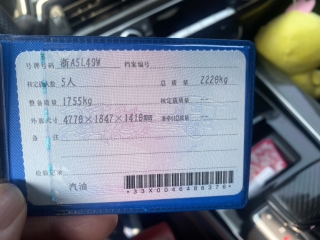 号牌号码 浙A5L49W 档案编号
核定载人数 5人 总质量 2220kg
整备质量 1755kg 核定载质量 --
外廓尺寸 4778×1847×1418mm 准牵引总质量 --
备注
检验记录
汽油